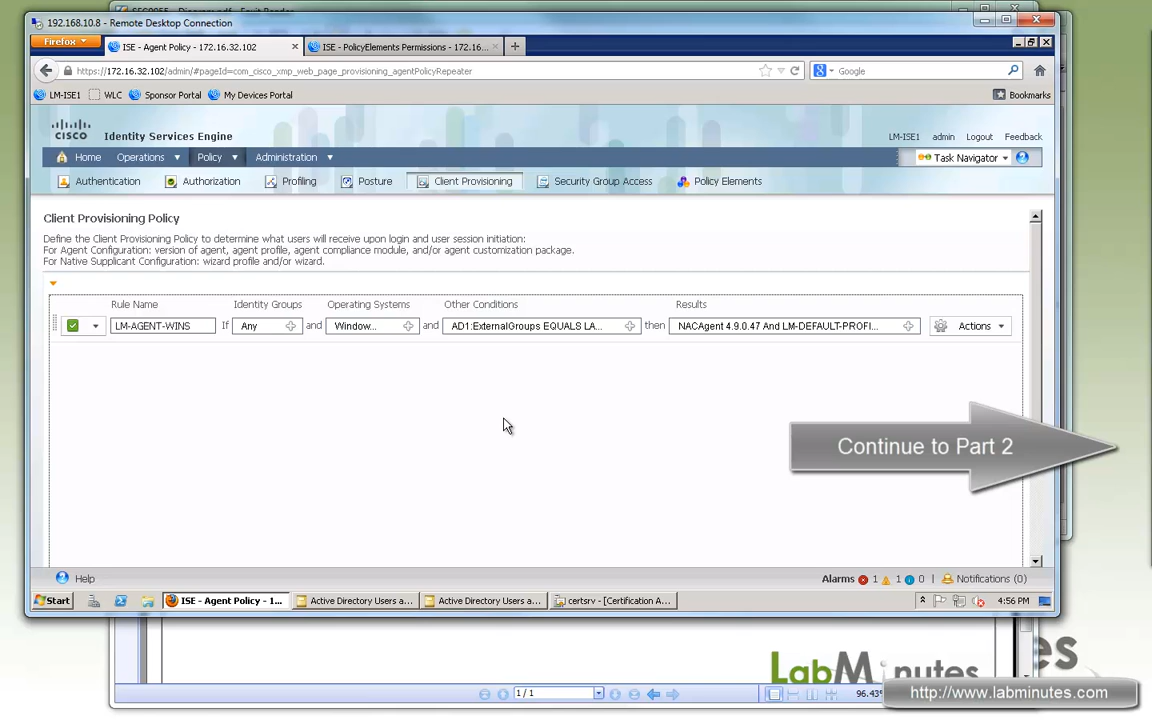 192.168.10.8 - Remote Desktop Connection
Firefox
ISE - Agent Policy - 172.16.32.102
ISE - PolicyElements Permissions - 172.16...
https://172.16.32.102/admin/#pageId=com_cisco_xmp_web_page_provisioning_agentPolicyRepeater
Google
LM-ISE1 WLC Sponsor Portal My Devices Portal Bookmarks
CISCO Identity Services Engine
LM-ISE1 admin Logout Feedback
Home Operations Policy Administration Task Navigator
Authentication Authorization Profiling Posture Client Provisioning Security Group Access Policy Elements
Client Provisioning Policy
Define the Client Provisioning Policy to determine what users will receive upon login and user session initiation:
For Agent Configuration: version of agent, agent profile, agent compliance module, and/or agent customization package.
For Native Supplicant Configuration: wizard profile and/or wizard.
Rule Name Identity Groups Operating Systems Other Conditions Results
LM-AGENT-WINS If Any and Window... and AD1:ExternalGroups EQUALS LA... then NACAgent 4.9.0.47 And LM-DEFAULT-PROFI... Actions
Continue to Part 2
Help Alarms 1 1 0 Notifications (0)
Start ISE - Agent Policy - 1... Active Directory Users a... Active Directory Users a... certsrv - [Certification A... 4:56 PM
LabMinutes
es
1 / 1 96.43
http://www.labminutes.com